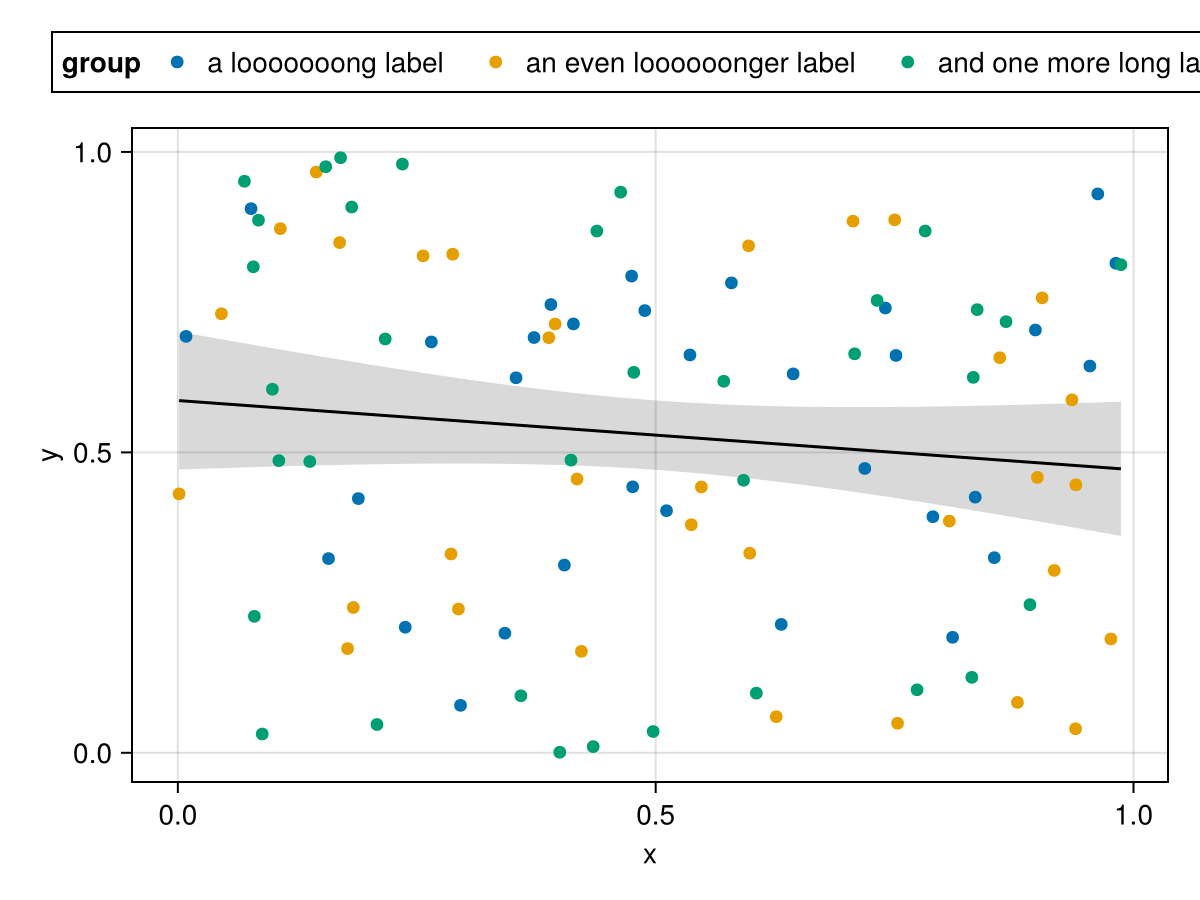 group a looooooong label an even loooooonger label and one more long la
1.0
y 0.5
0.0
0.0 0.5 1.0
x